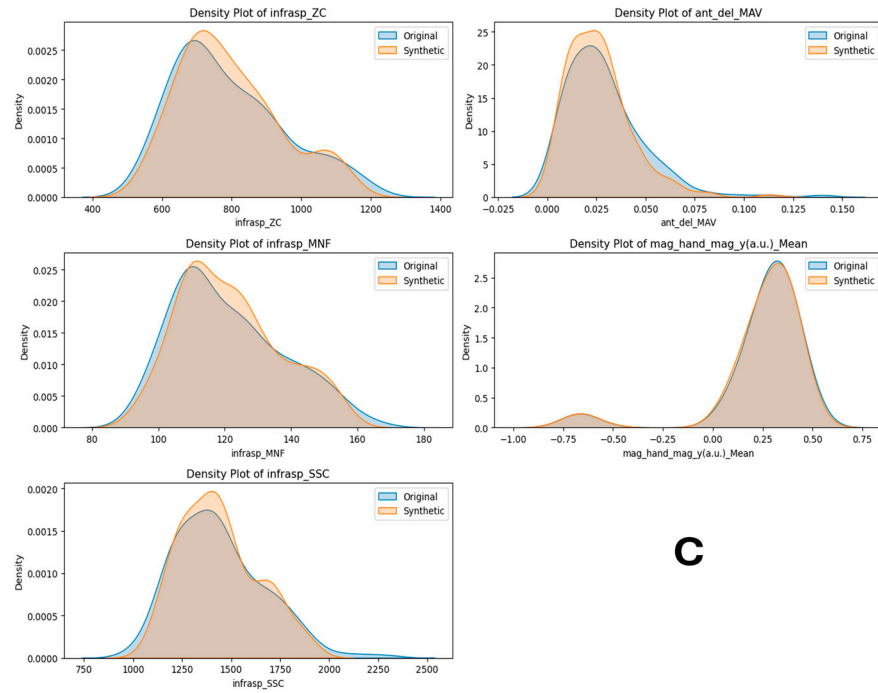 Density Plot of infrasp_ZC
Original
Synthetic
0.0025
0.0020
0.0015
0.0010
0.0005
0.0000
Density
400 600 800 1000 1200 1400
infrasp_ZC
Density Plot of ant_del_MAV
Original
Synthetic
25
20
15
10
5
0
Density
−0.025 0.000 0.025 0.050 0.075 0.100 0.125 0.150
ant_del_MAV
Density Plot of infrasp_MNF
Original
Synthetic
0.025
0.020
0.015
0.010
0.005
0.000
Density
80 100 120 140 160 180
infrasp_MNF
Density Plot of mag_hand_mag_y(a.u.)_Mean
Original
Synthetic
2.5
2.0
1.5
1.0
0.5
0.0
Density
−1.00 −0.75 −0.50 −0.25 0.00 0.25 0.50 0.75
mag_hand_mag_y(a.u.)_Mean
Density Plot of infrasp_SSC
Original
Synthetic
0.0020
0.0015
0.0010
0.0005
0.0000
Density
750 1000 1250 1500 1750 2000 2250 2500
infrasp_SSC
C